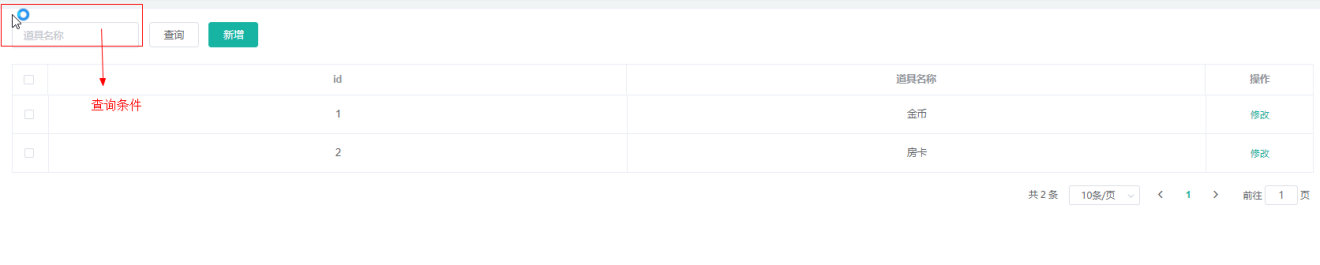 道具名称 查询 新增
id 道具名称 操作
查询条件
1 金币 修改
2 房卡 修改
共 2 条 10条/页 1 前往 1 页